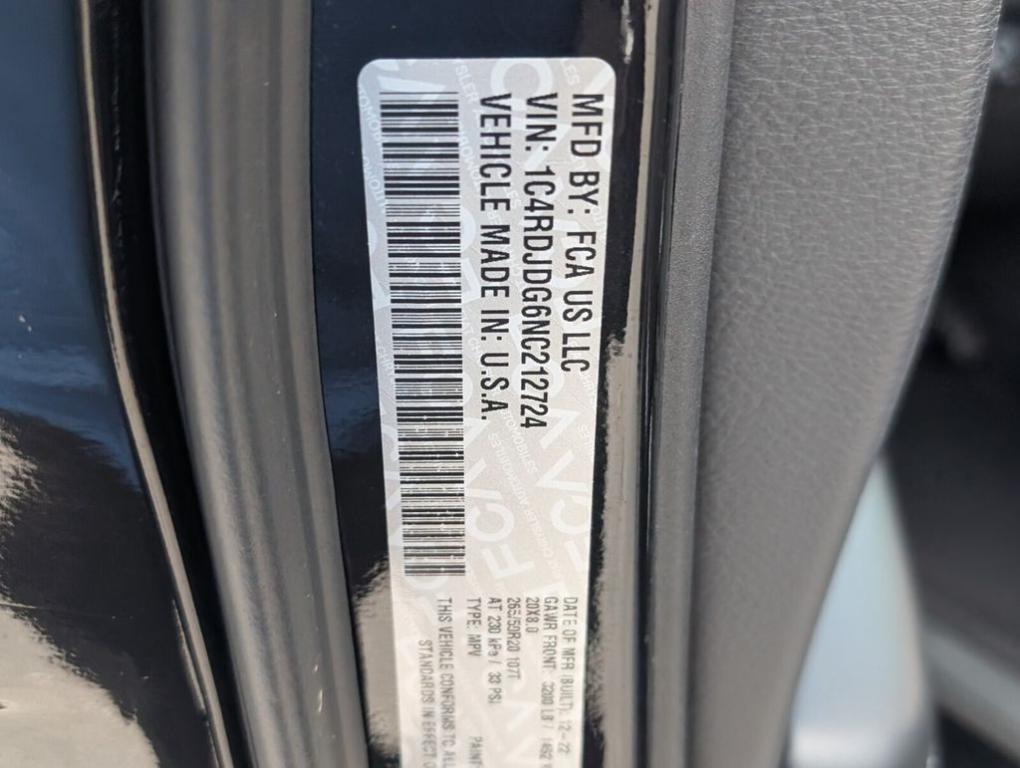 MFD BY: FCA US LLC
VIN: 1C4RDJDG6NC212724
VEHICLE MADE IN: U.S.A.
DATE OF MFR (BUILT): 12-22
GAWR FRONT 3200 LB /
20X8.0
265/50R20 107T
AT 230 kPa / 33 PSI
TYPE: MPV PAINT
THIS VEHICLE CONFORMS TO ALL
STANDARDS IN EFFECT